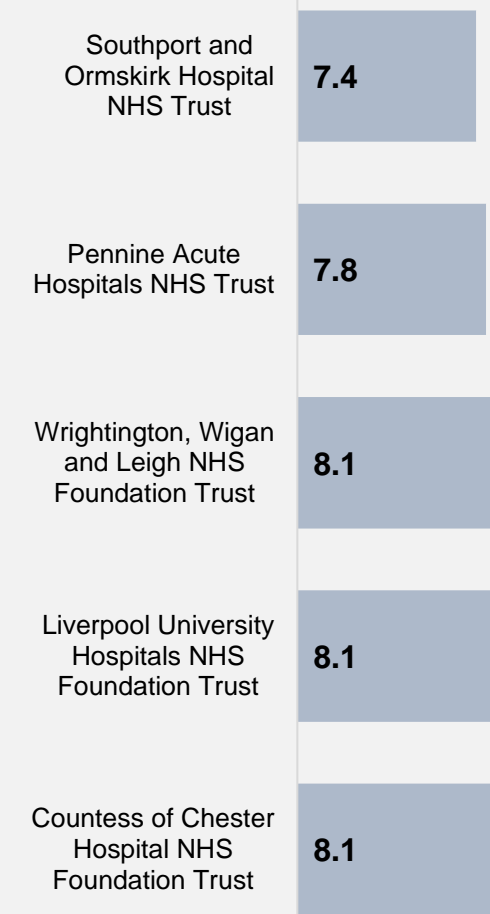 Southport and
Ormskirk Hospital
NHS Trust
7.4
Pennine Acute
Hospitals NHS Trust
7.8
Wrightington, Wigan
and Leigh NHS
Foundation Trust
8.1
Liverpool University
Hospitals NHS
Foundation Trust
8.1
Countess of Chester
Hospital NHS
Foundation Trust
8.1